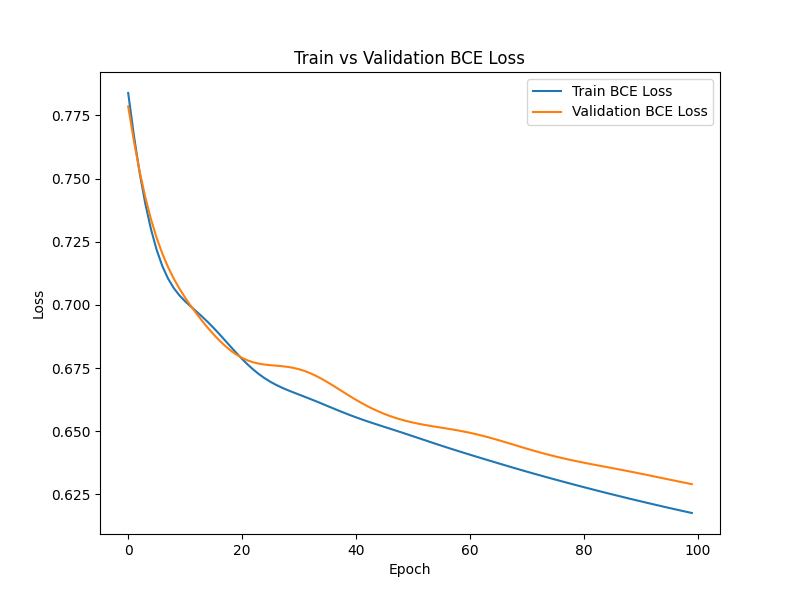 Train vs Validation BCE Loss
Train BCE Loss
Validation BCE Loss
0.775
0.750
0.725
0.700
0.675
0.650
0.625
Loss
0
20
40
60
80
100
Epoch